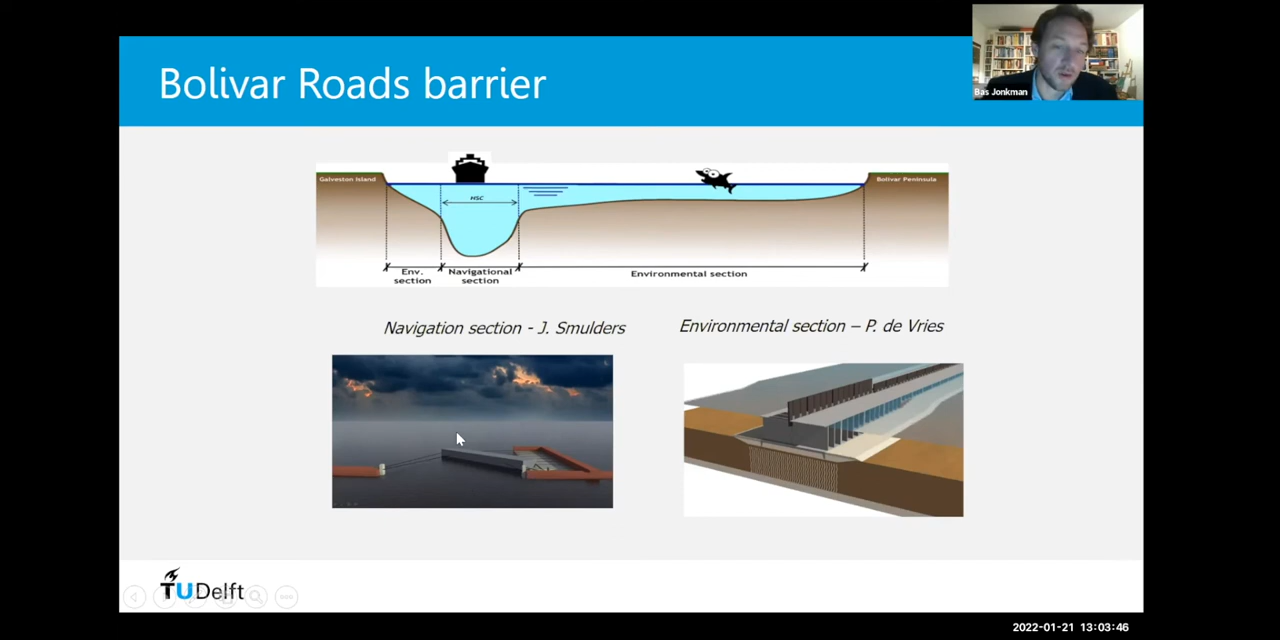 Bolivar Roads barrier
Bas Jonkman
Galveston Island
Bolivar Peninsula
HSC
Env.
section
Navigational
section
Environmental section
Navigation section - J. Smulders
Environmental section – P. de Vries
TUDelft
2022-01-21 13:03:46